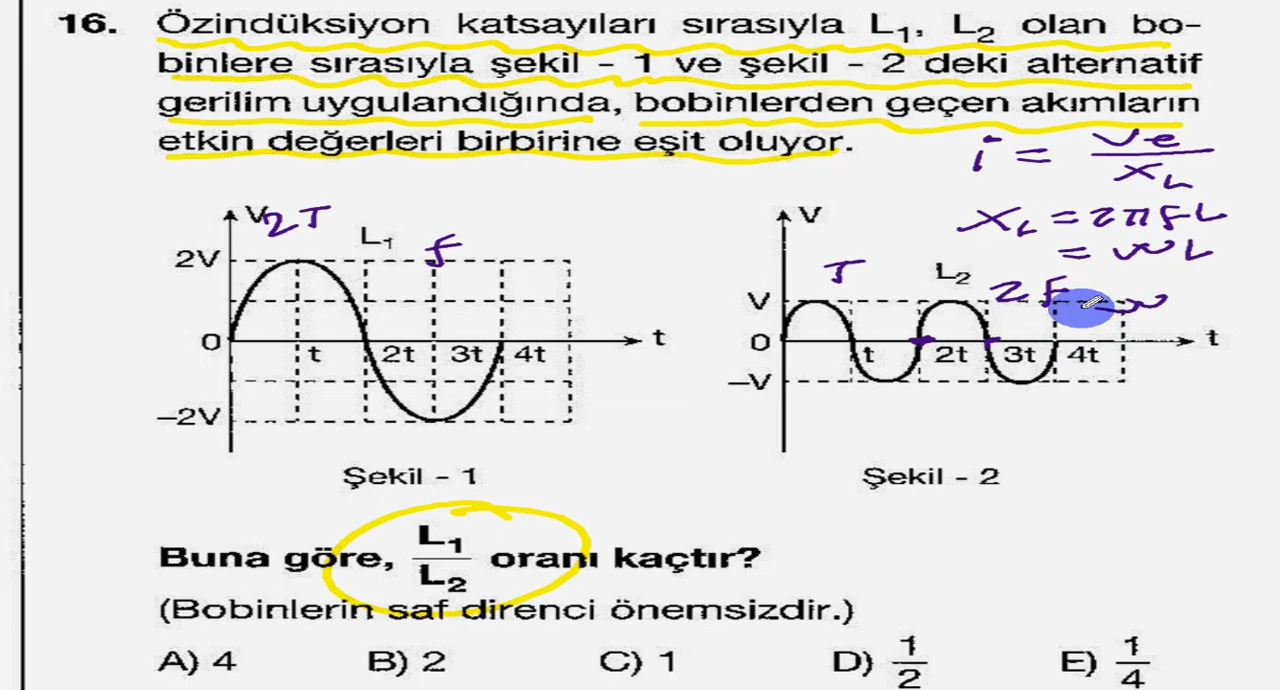 16. Özindüksiyon katsayıları sırasıyla L₁, L₂ olan bo-
binlere sırasıyla şekil - 1 ve şekil - 2 deki alternatif
gerilim uygulandığında, bobinlerden geçen akımların
etkin değerleri birbirine eşit oluyor.
i = Ve / X_L
X_L = 2πfL
= wL
V
2T
L₁
f
2V
0
t 2t 3t 4t
t
-2V
Şekil - 1
V
T
L₂
2f
w
V
0
t 2t 3t 4t
t
-V
Şekil - 2
Buna göre, L₁/L₂ oranı kaçtır?
(Bobinlerin saf direnci önemsizdir.)
A) 4 B) 2 C) 1 D) 1/2 E) 1/4